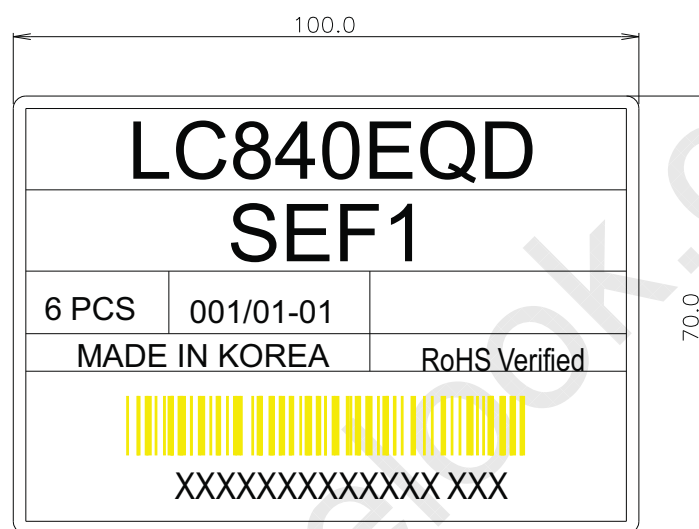 100.0
LC840EQD
SEF1
70.0
6 PCS 001/01-01
MADE IN KOREA RoHS Verified
XXXXXXXXXXXXX XXX